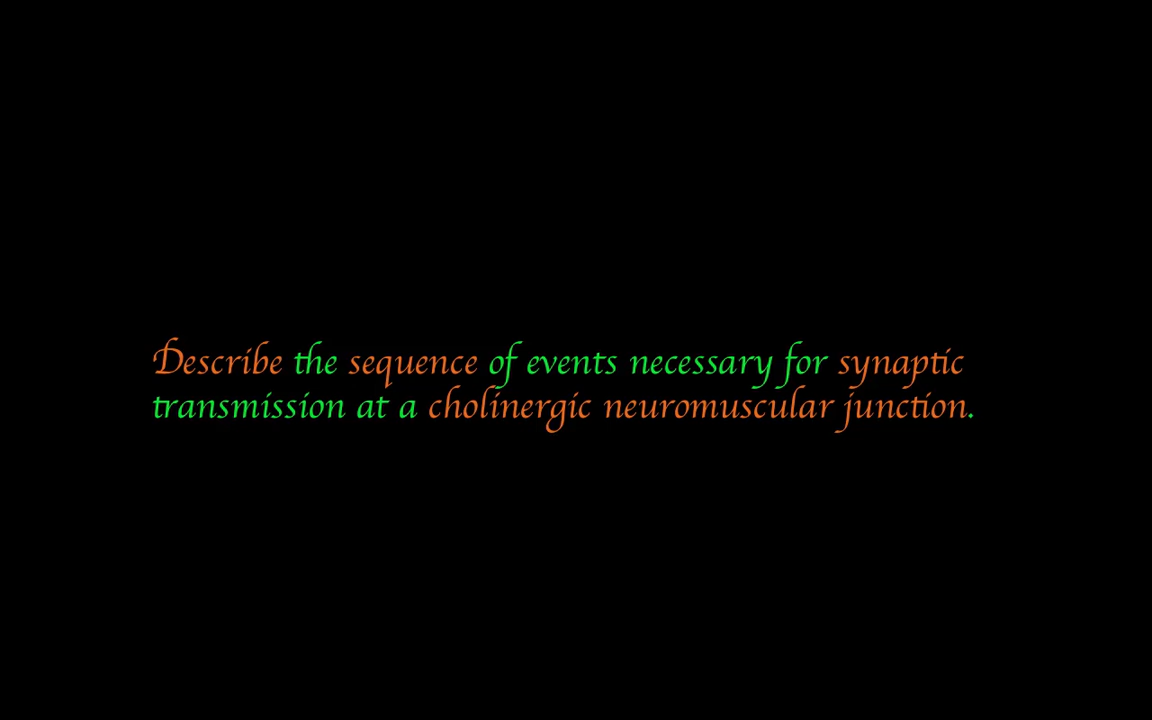 Describe the sequence of events necessary for synaptic
transmission at a cholinergic neuromuscular junction.